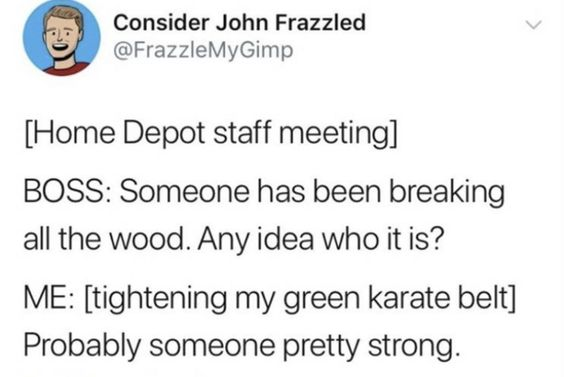 Consider John Frazzled
@FrazzleMyGimp
[Home Depot staff meeting]
BOSS: Someone has been breaking
all the wood. Any idea who it is?
ME: [tightening my green karate belt]
Probably someone pretty strong.